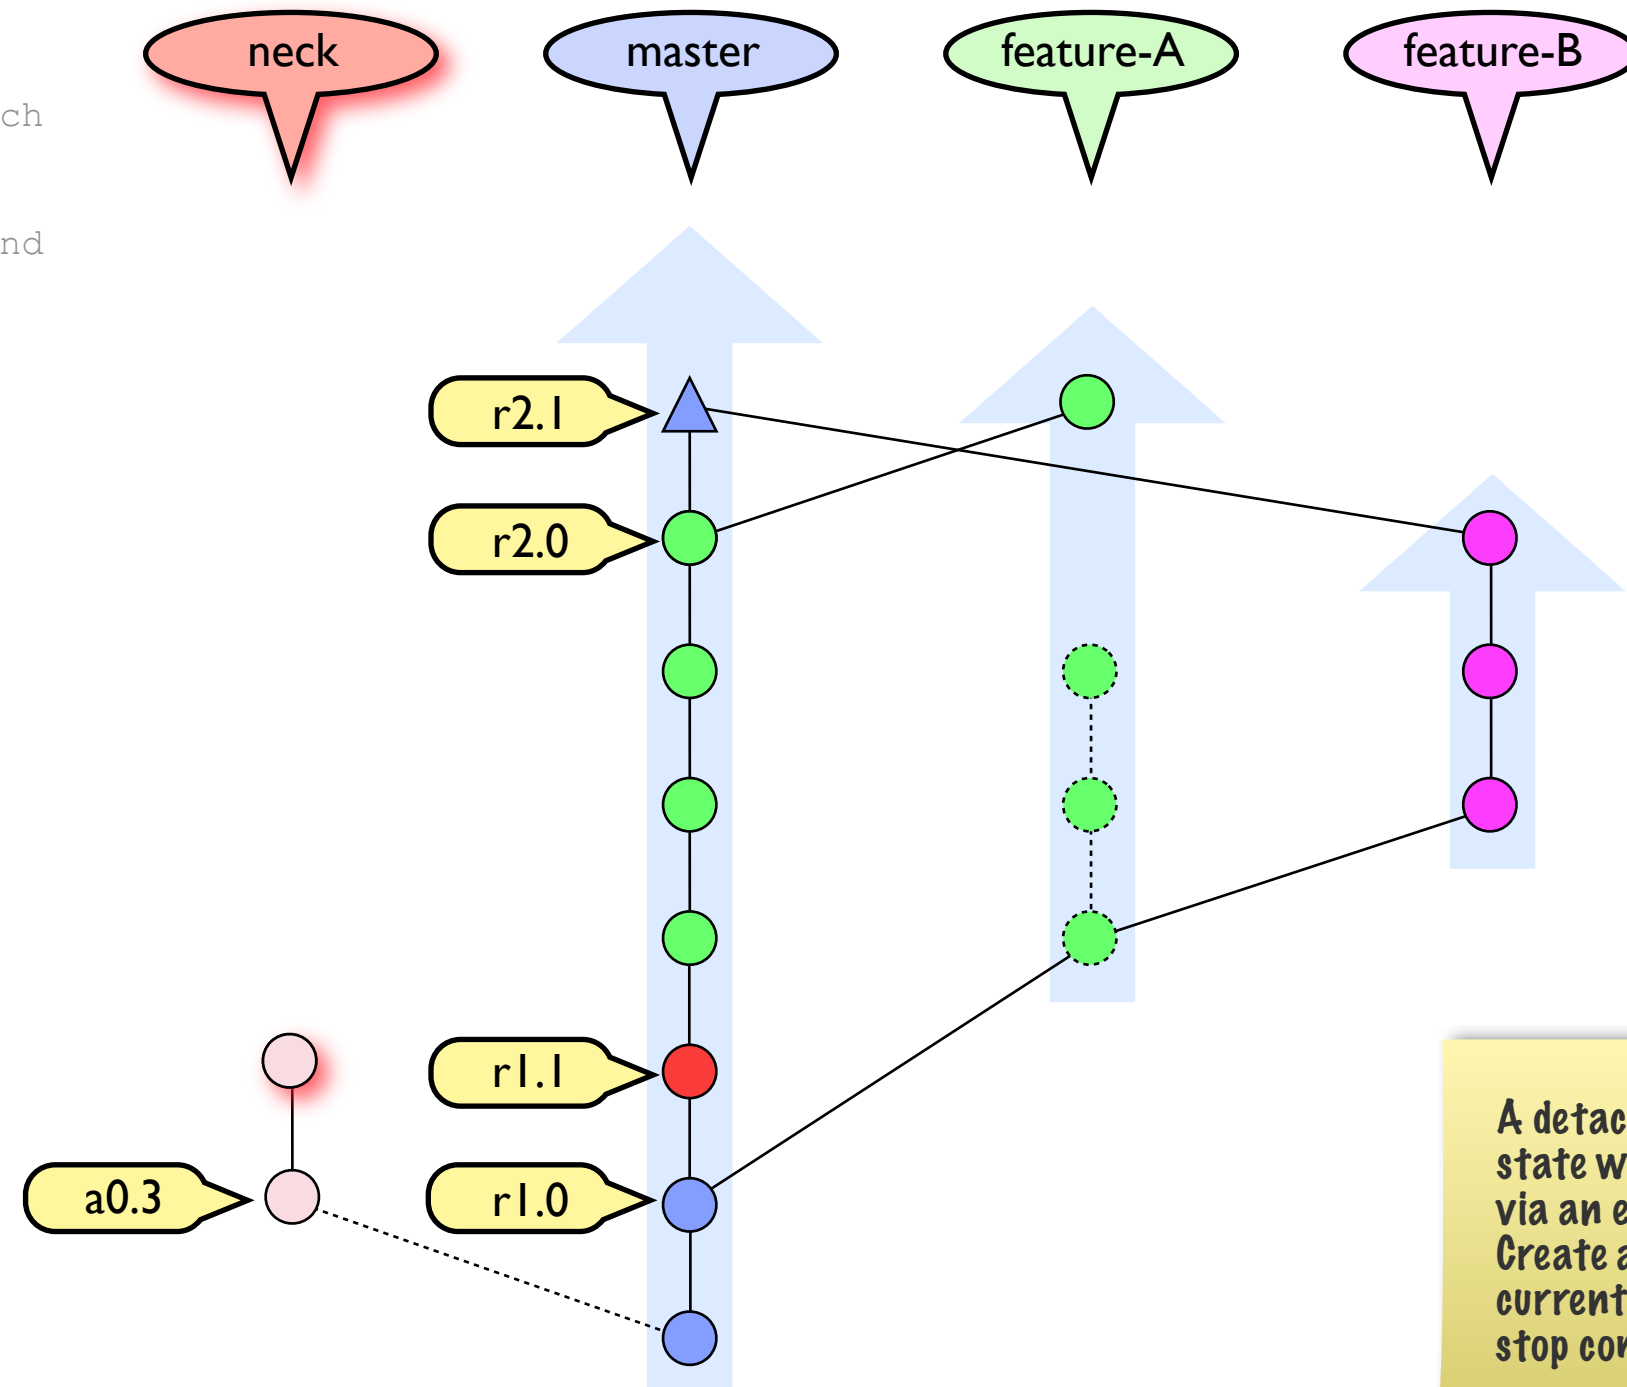 neck
master
feature-A
feature-B
ch
nd
r2.1
r2.0
r1.1
a0.3
r1.0
A detac
state w
via an e
Create a
current
stop cor